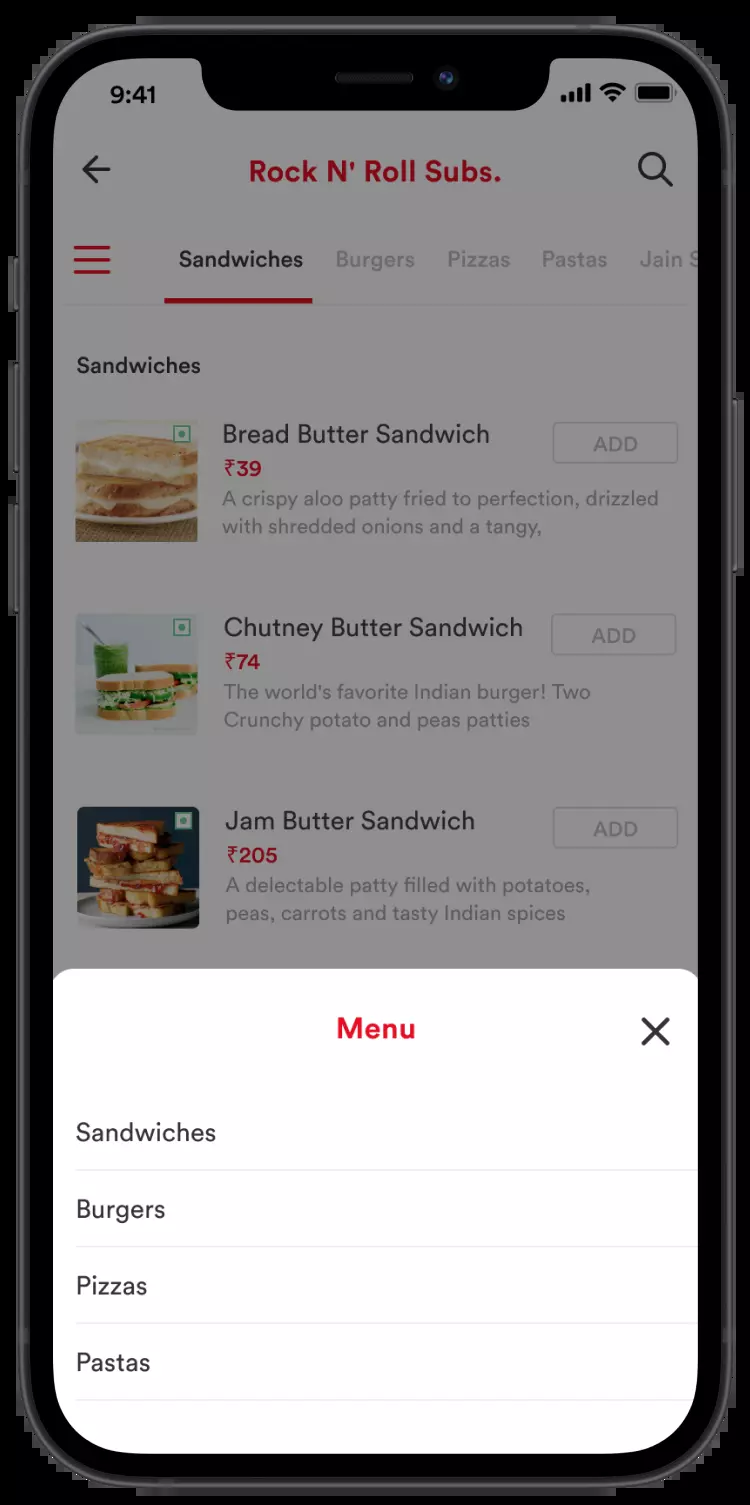 9:41
Rock N' Roll Subs.
Sandwiches Burgers Pizzas Pastas Jain S
Sandwiches
Bread Butter Sandwich ADD
₹39
A crispy aloo patty fried to perfection, drizzled
with shredded onions and a tangy,
Chutney Butter Sandwich ADD
₹74
The world's favorite Indian burger! Two
Crunchy potato and peas patties
Jam Butter Sandwich ADD
₹205
A delectable patty filled with potatoes,
peas, carrots and tasty Indian spices
Menu
Sandwiches
Burgers
Pizzas
Pastas